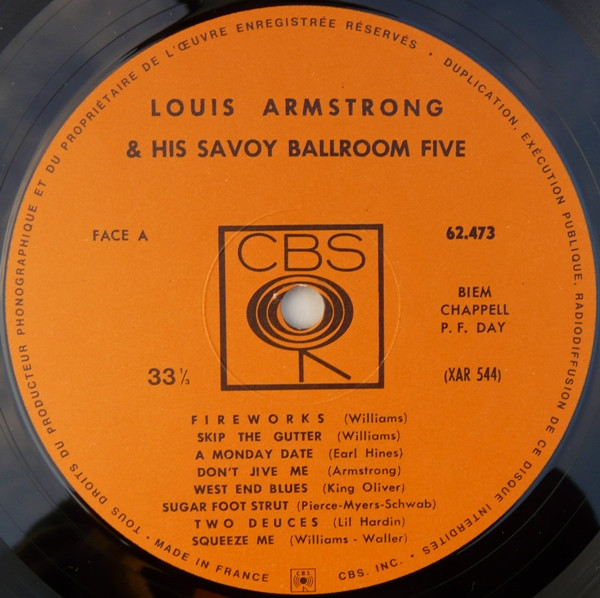 TOUS DROITS DU PRODUCTEUR PHONOGRAPHIQUE ET DU PROPRIÉTAIRE DE L'ŒUVRE ENREGISTRÉE RÉSERVÉS • DUPLICATION, EXÉCUTION PUBLIQUE, RADIODIFFUSION DE CE DISQUE INTERDITES •
LOUIS ARMSTRONG
& HIS SAVOY BALLROOM FIVE
FACE A
62.473
CBS
BIEM
CHAPPELL
P. F. DAY
33 ⅓
(XAR 544)
FIREWORKS (Williams)
SKIP THE GUTTER (Williams)
A MONDAY DATE (Earl Hines)
DON'T JIVE ME (Armstrong)
WEST END BLUES (King Oliver)
SUGAR FOOT STRUT (Pierce-Myers-Schwab)
TWO DEUCES (Lil Hardin)
SQUEEZE ME (Williams - Waller)
• MADE IN FRANCE
CBS
CBS. INC. •